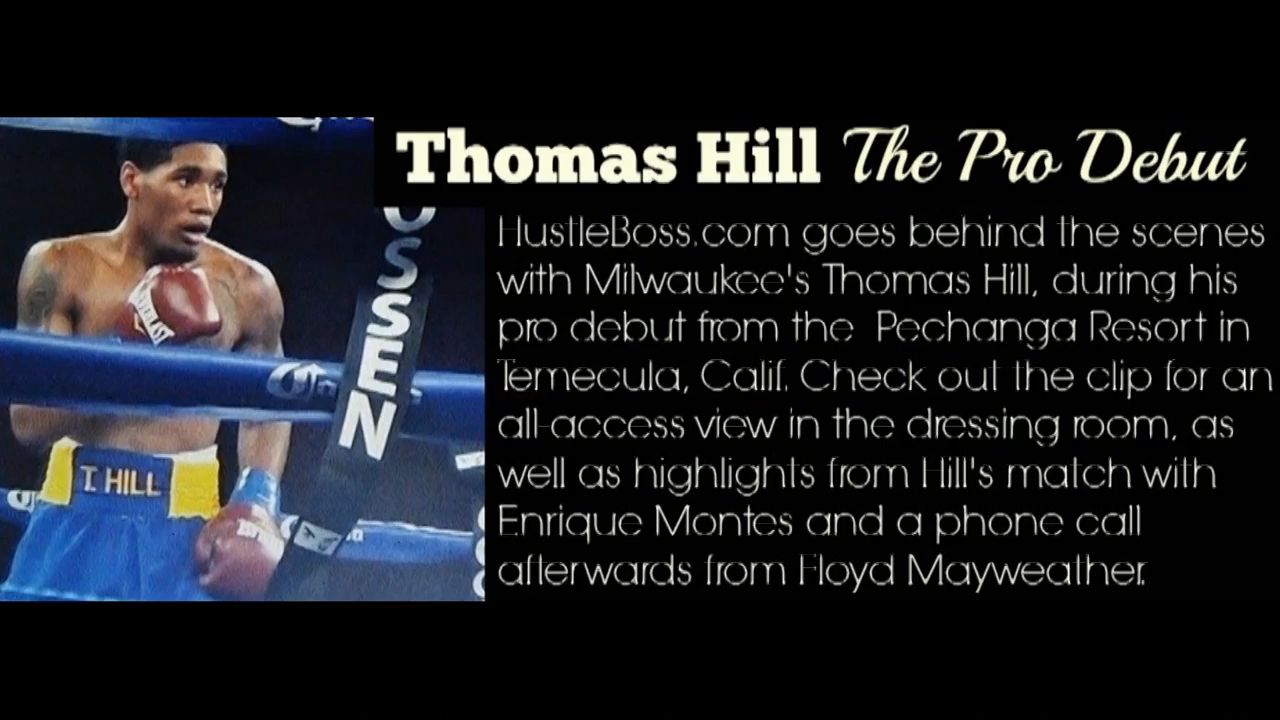 Thomas Hill The Pro Debut
HustleBoss.com goes behind the scenes
with Milwaukee's Thomas Hill, during his
pro debut from the Pechanga Resort in
Temecula, Calif. Check out the clip for an
all-access view in the dressing room, as
well as highlights from Hill's match with
Enrique Montes and a phone call
afterwards from Floyd Mayweather.
OSSEN
T. HILL